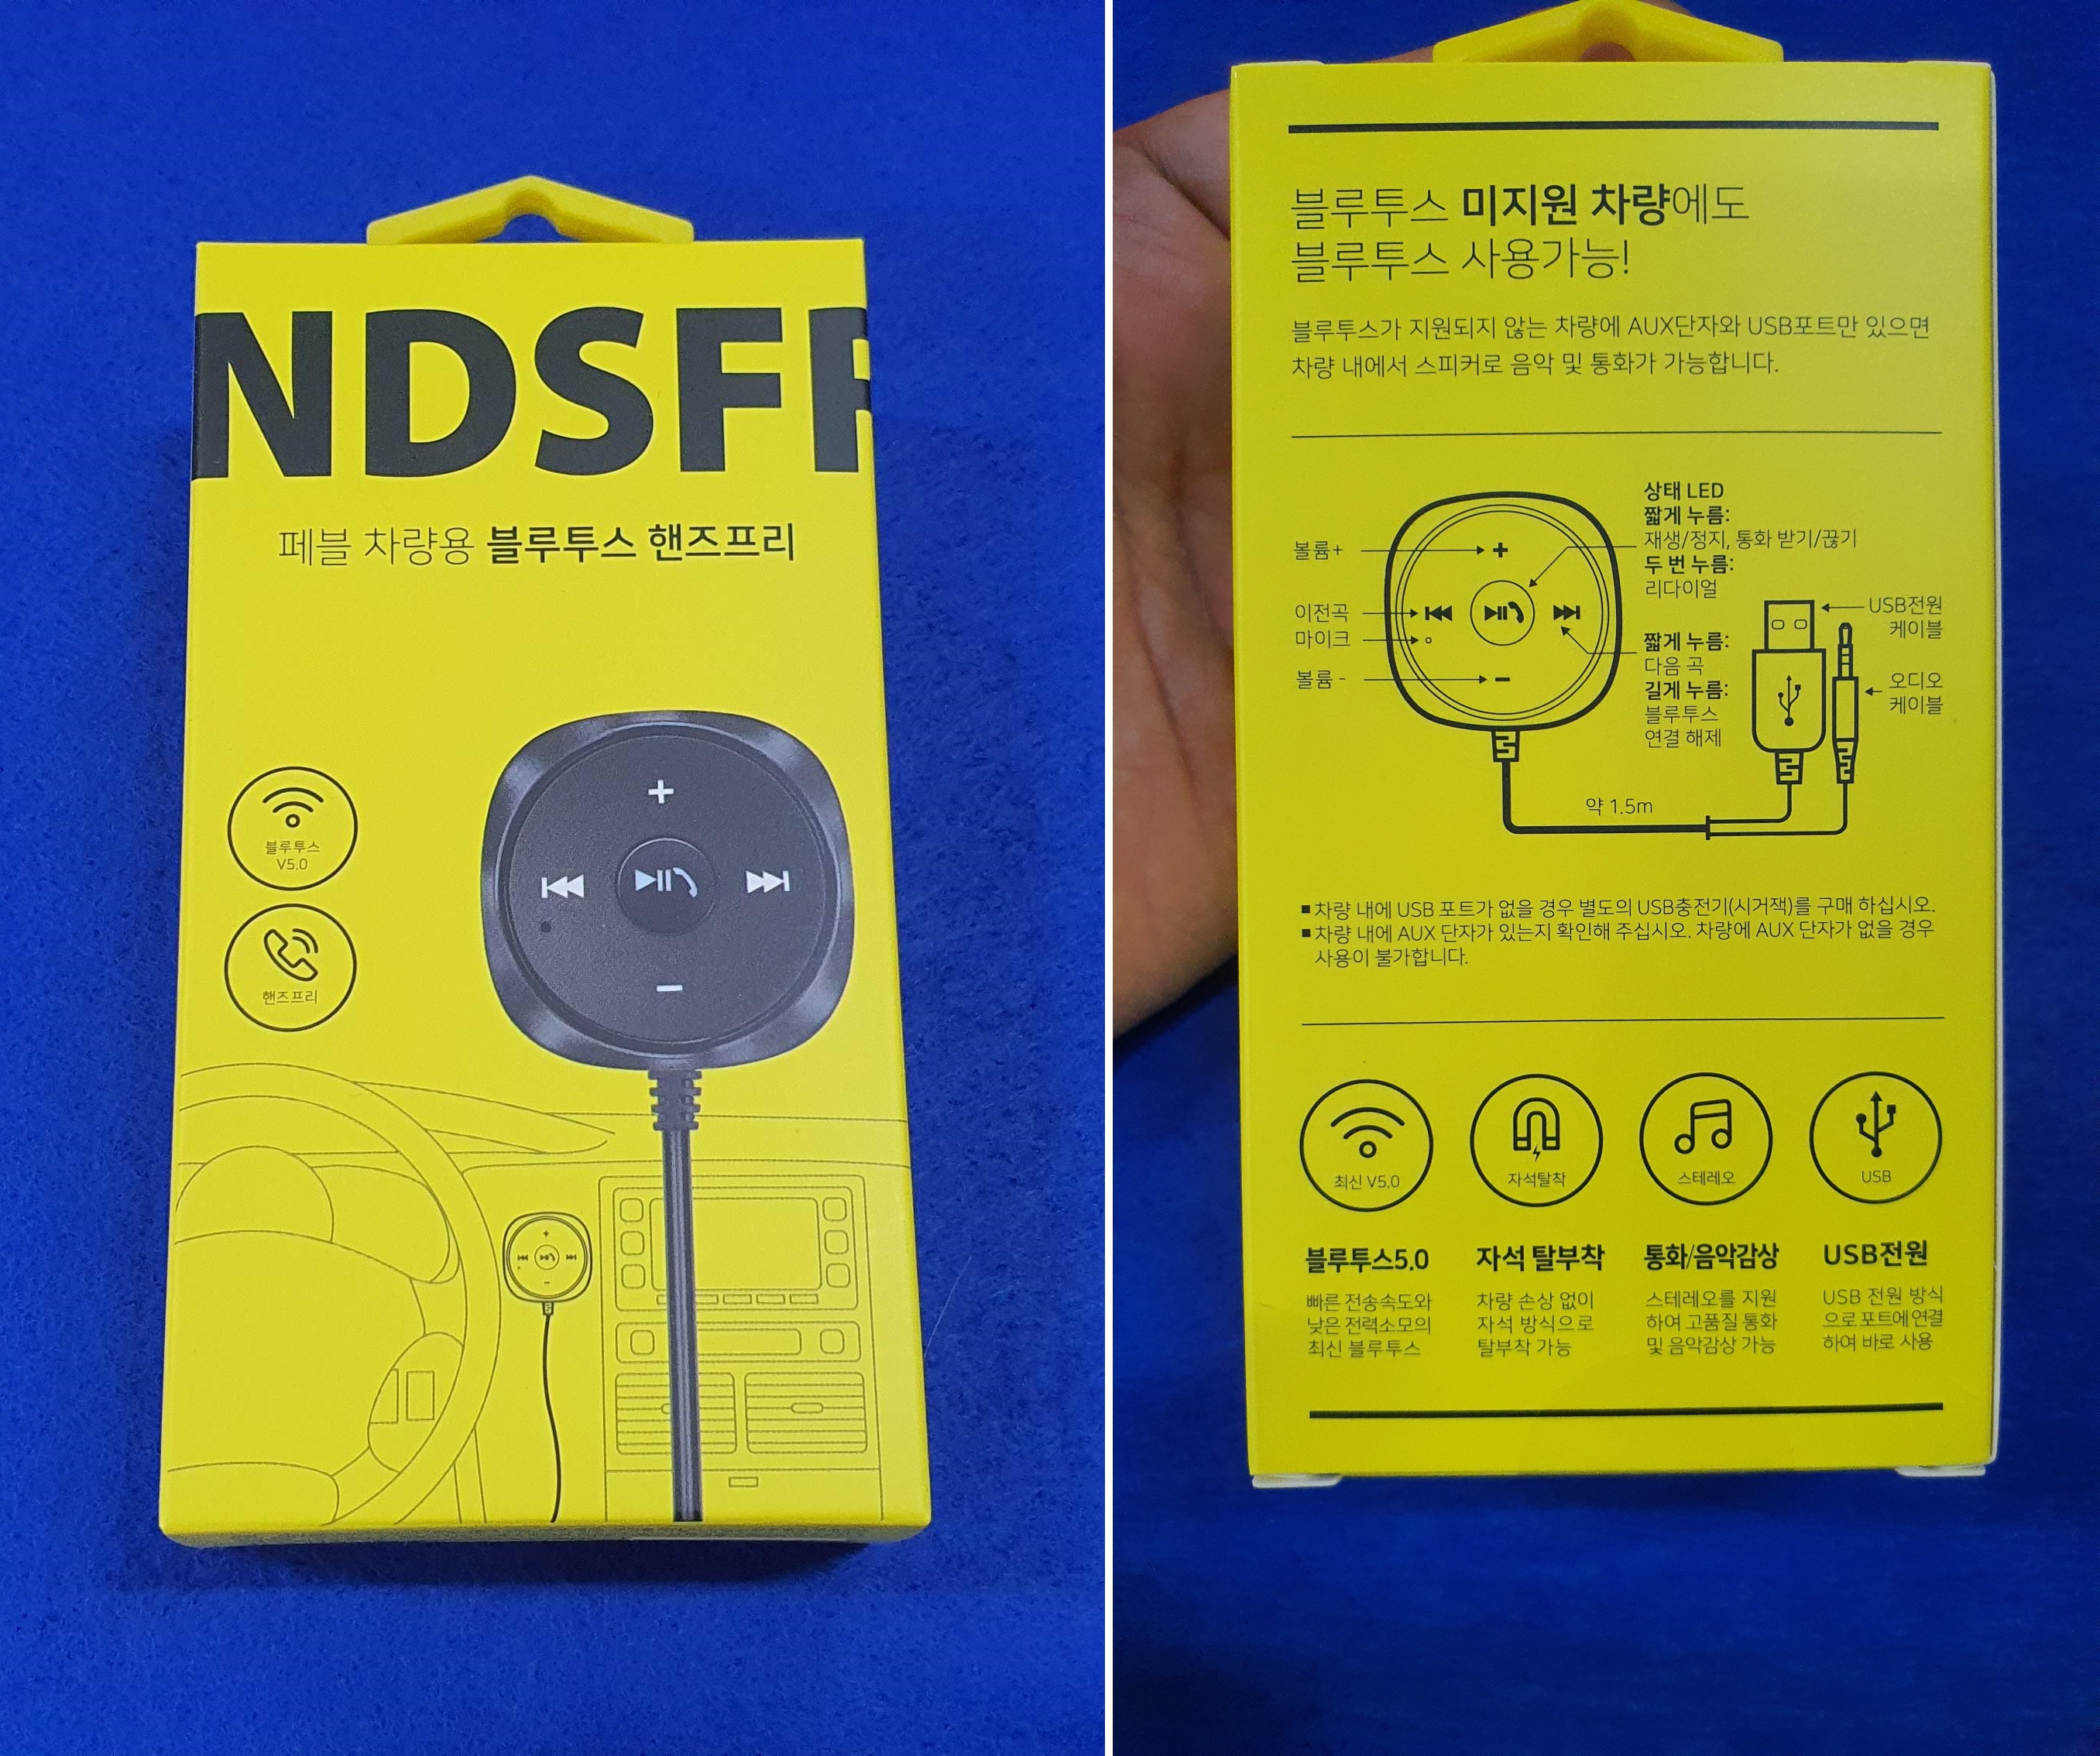 NDSFR
페블 차량용 블루투스 핸즈프리
블루투스
V5.0
핸즈프리
블루투스 미지원 차량에도
블루투스 사용가능!
블루투스가 지원되지 않는 차량에 AUX단자와 USB포트만 있으면
차량 내에서 스피커로 음악 및 통화가 가능합니다.
볼륨+
이전곡
마이크
볼륨 -
상태 LED
짧게 누름:
재생/정지, 통화 받기/끊기
두 번 누름:
리다이얼
짧게 누름:
다음 곡
길게 누름:
블루투스
연결 해제
USB전원
케이블
오디오
케이블
약 1.5m
■ 차량 내에 USB 포트가 없을 경우 별도의 USB충전기(시거잭)를 구매 하십시오.
■ 차량 내에 AUX 단자가 있는지 확인해 주십시오. 차량에 AUX 단자가 없을 경우
사용이 불가합니다.
최신 V5.0
자석탈착
스테레오
USB
블루투스5.0
빠른 전송속도와
낮은 전력소모의
최신 블루투스
자석 탈부착
차량 손상 없이
자석 방식으로
탈부착 가능
통화/음악감상
스테레오를 지원
하여 고품질 통화
및 음악감상 가능
USB전원
USB 전원 방식
으로 포트에 연결
하여 바로 사용